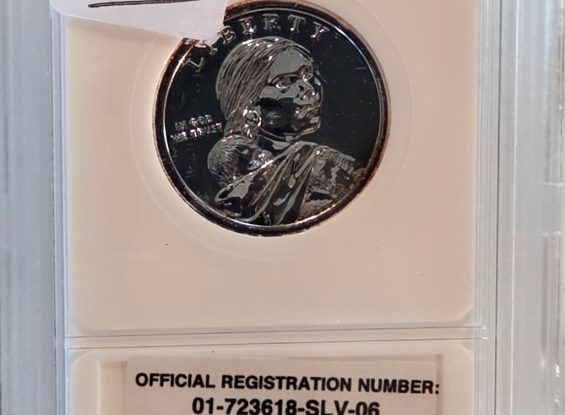 LIBERTY
IN GOD
WE TRUST
OFFICIAL REGISTRATION NUMBER:
01-723618-SLV-06